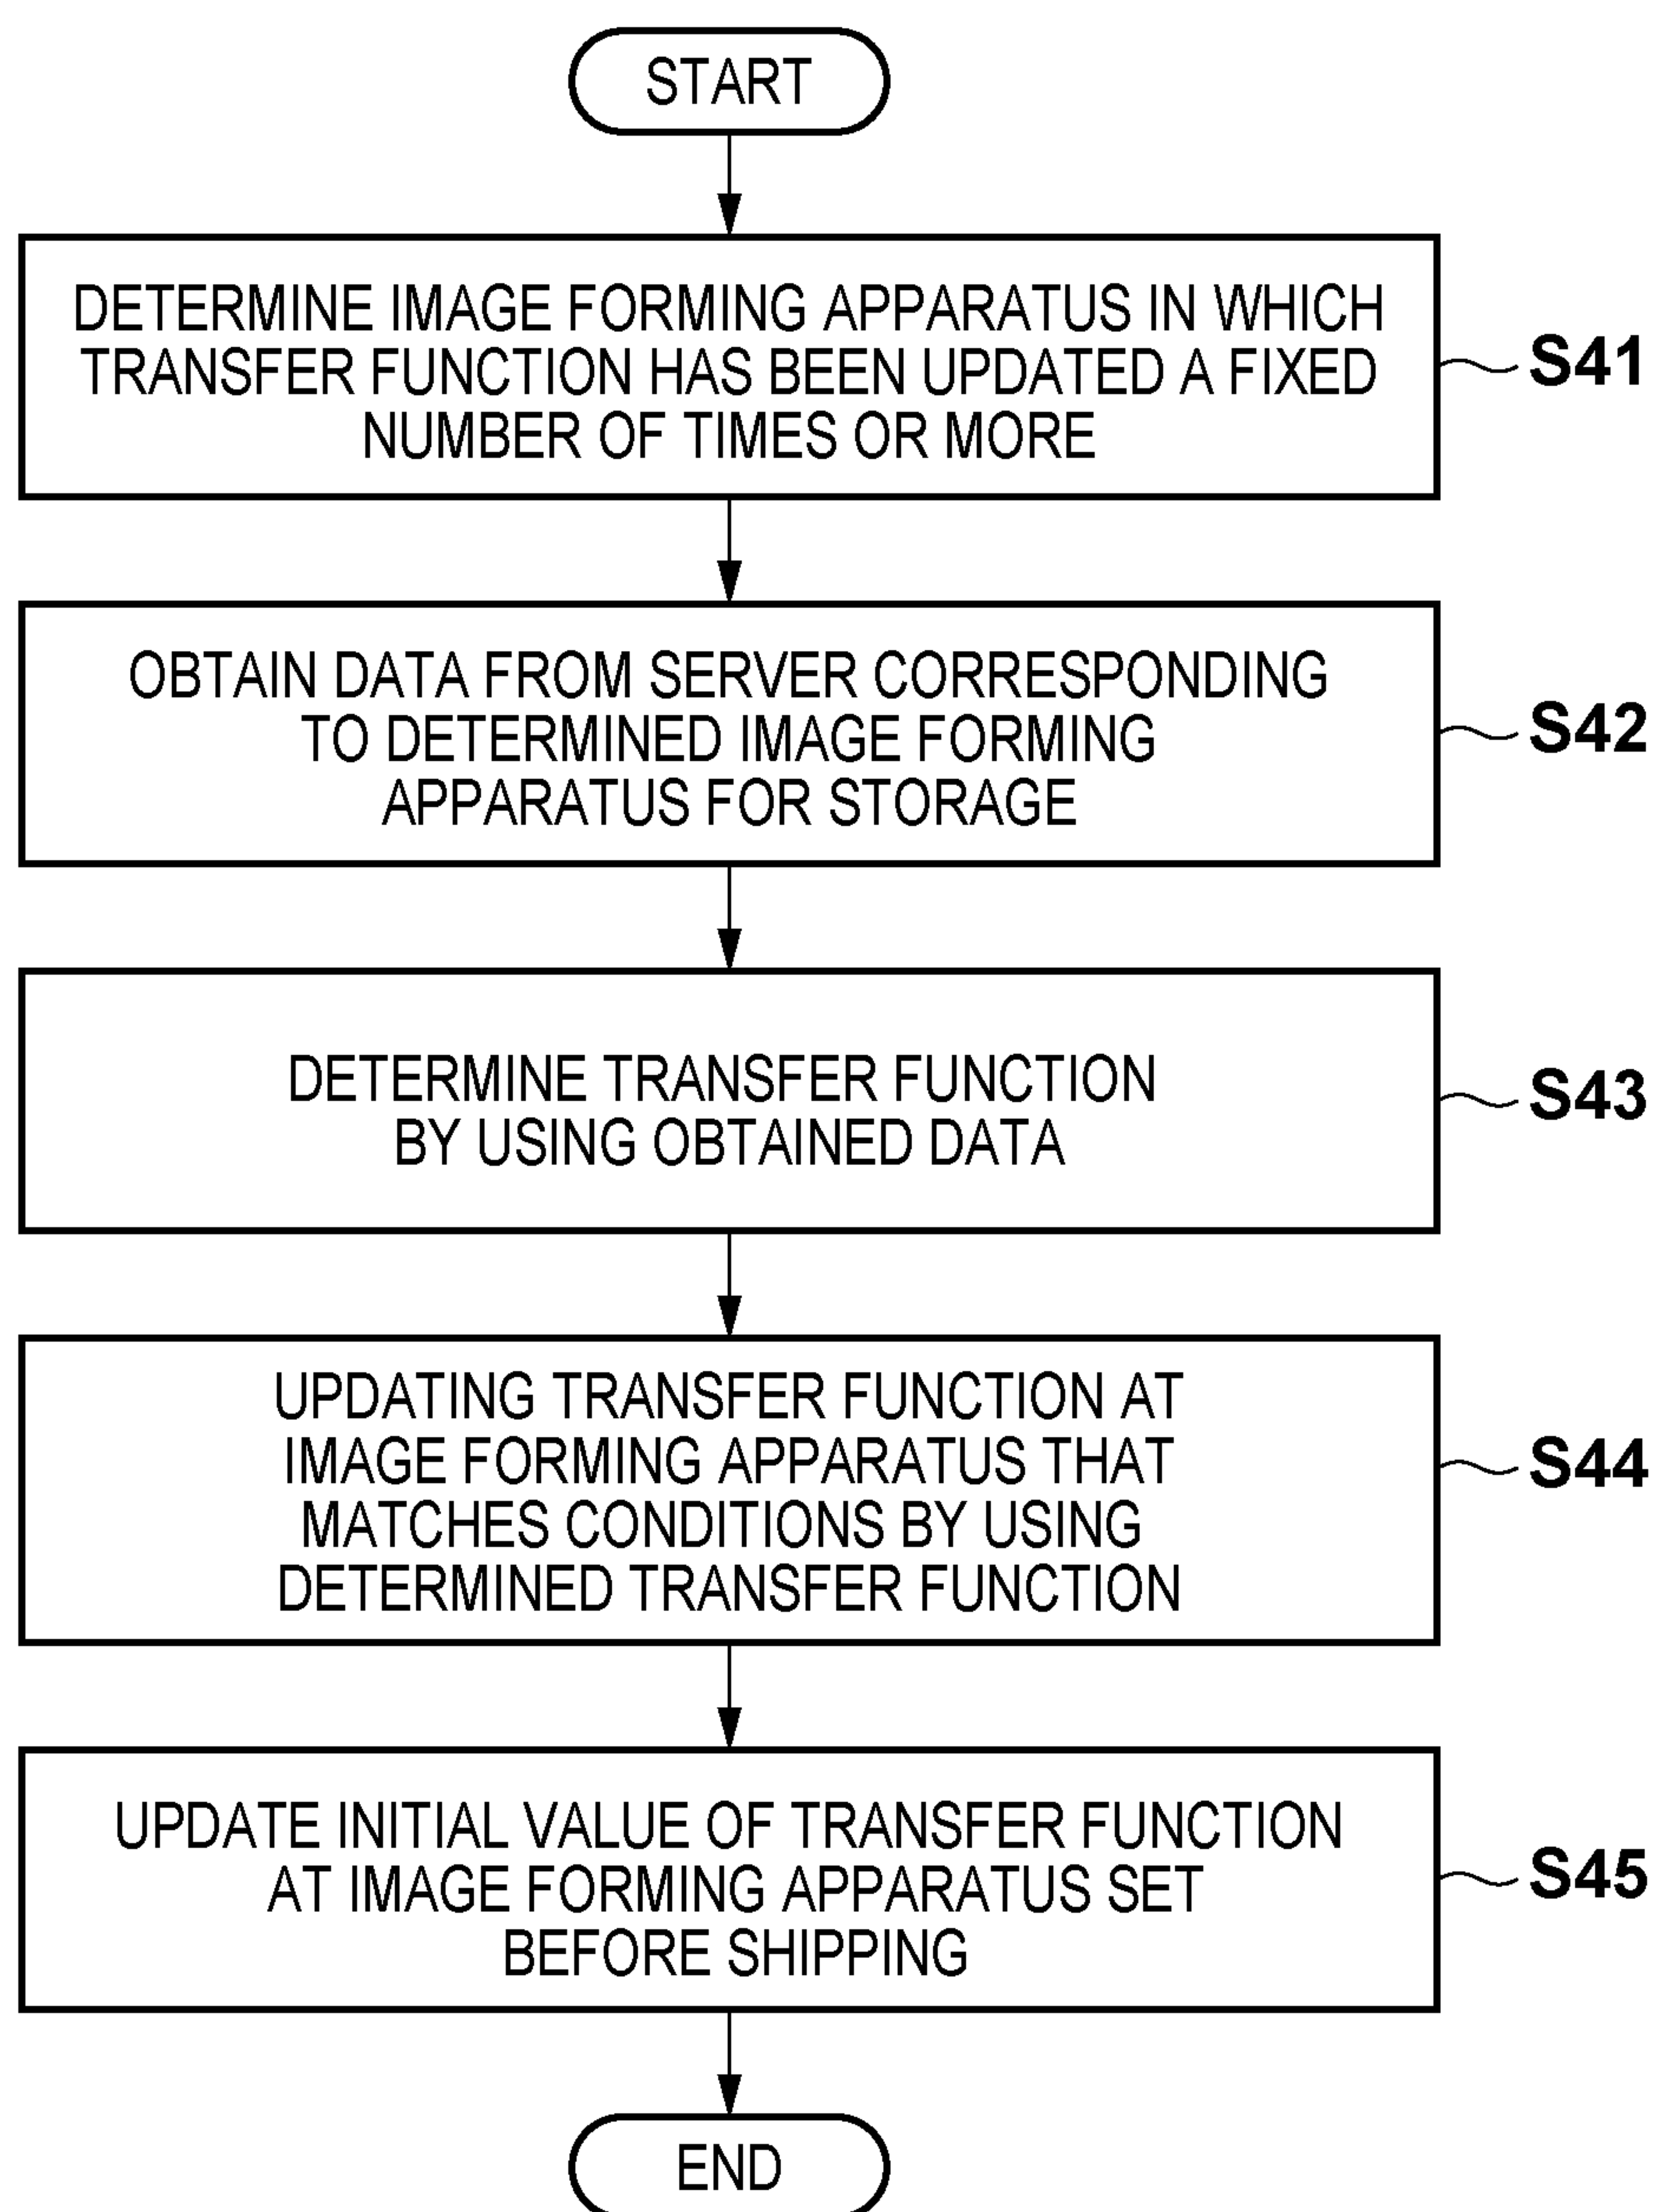 START
DETERMINE IMAGE FORMING APPARATUS IN WHICH
TRANSFER FUNCTION HAS BEEN UPDATED A FIXED
NUMBER OF TIMES OR MORE
S41
OBTAIN DATA FROM SERVER CORRESPONDING
TO DETERMINED IMAGE FORMING
APPARATUS FOR STORAGE
S42
DETERMINE TRANSFER FUNCTION
BY USING OBTAINED DATA
S43
UPDATING TRANSFER FUNCTION AT
IMAGE FORMING APPARATUS THAT
MATCHES CONDITIONS BY USING
DETERMINED TRANSFER FUNCTION
S44
UPDATE INITIAL VALUE OF TRANSFER FUNCTION
AT IMAGE FORMING APPARATUS SET
BEFORE SHIPPING
S45
END